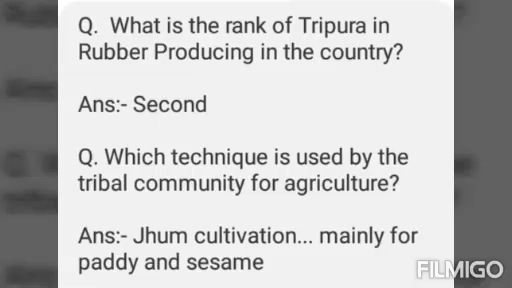 Q. What is the rank of Tripura in
Rubber Producing in the country?
Ans:- Second
Q. Which technique is used by the
tribal community for agriculture?
Ans:- Jhum cultivation... mainly for
paddy and sesame
FILMIGO